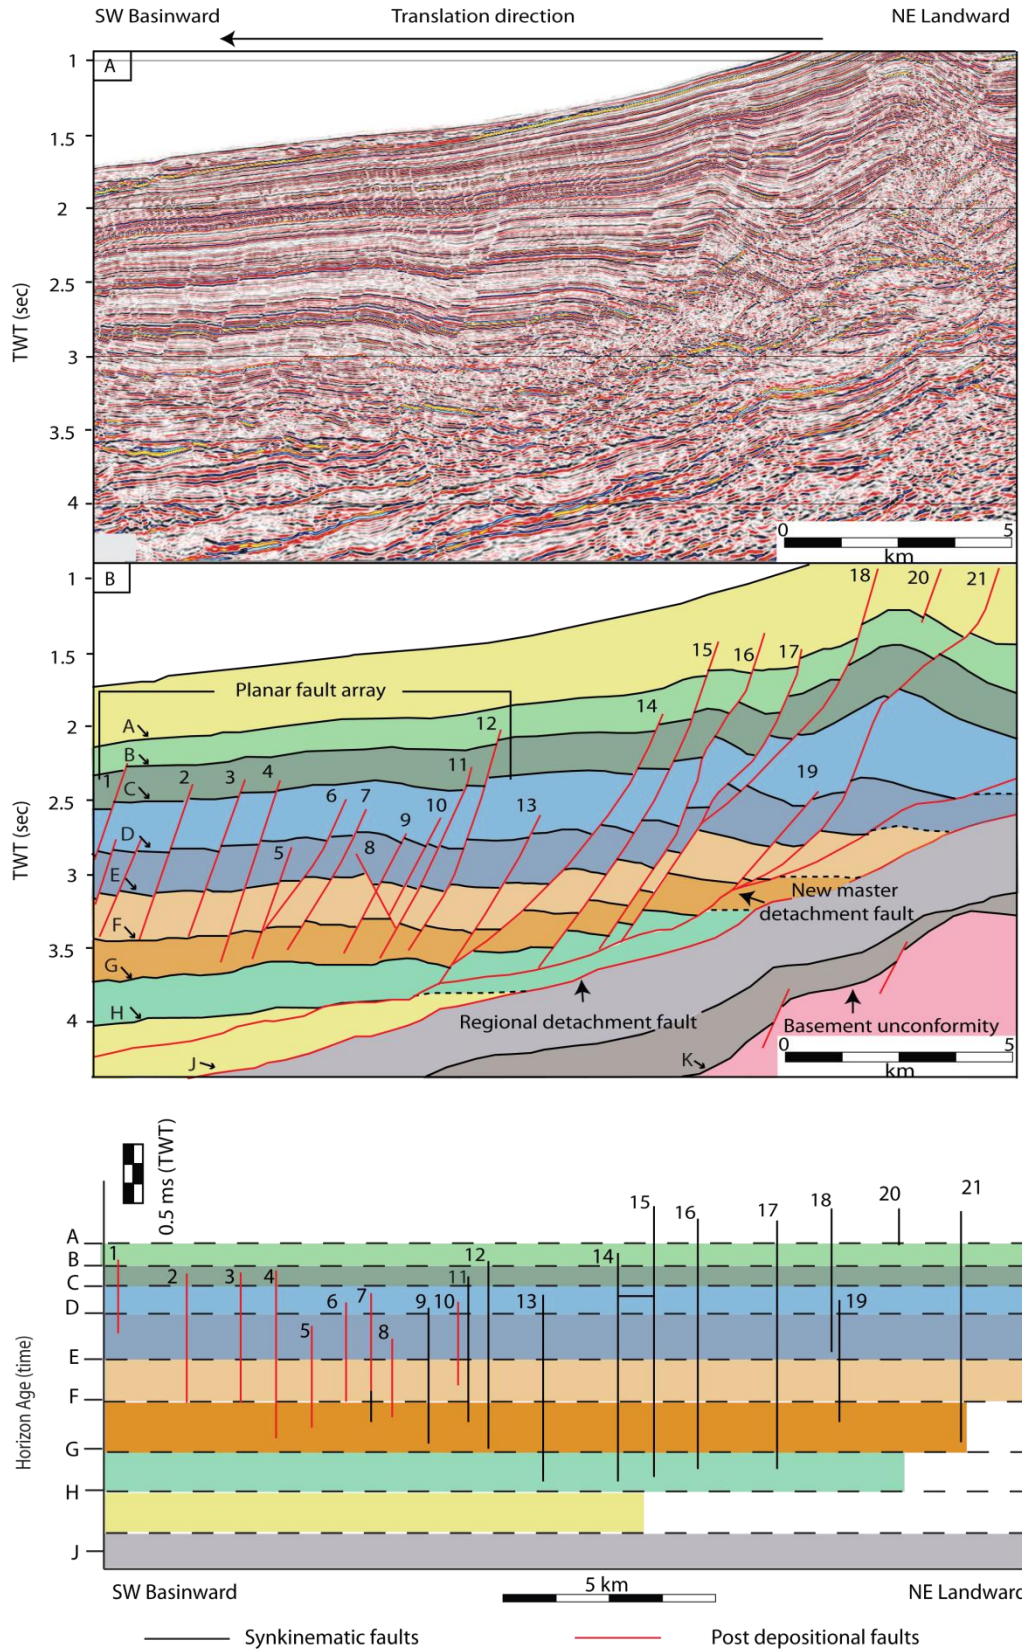 SW Basinward Translation direction NE Landward
A
1
1.5
2
2.5
3
3.5
4
TWT (sec)
0 5
km
B
1
1.5
2
2.5
3
3.5
4
TWT (sec)
18 20 21
15 16 17
Planar fault array
14
12
A
B
1 2 3 4 11
C
6 7 10 13 19
D 9
5 8
E
New master
detachment fault
F
G
H
Regional detachment fault
Basement unconformity
J
K
0 5
km
0.5 ms (TWT)
15 16 17 18 20 21
A
1 12 14
B
2 3 4 11
C
6 7 9 10 13 19
D
5 8
E
F
G
H
J
Horizon Age (time)
SW Basinward 5 km NE Landward
Synkinematic faults Post depositional faults